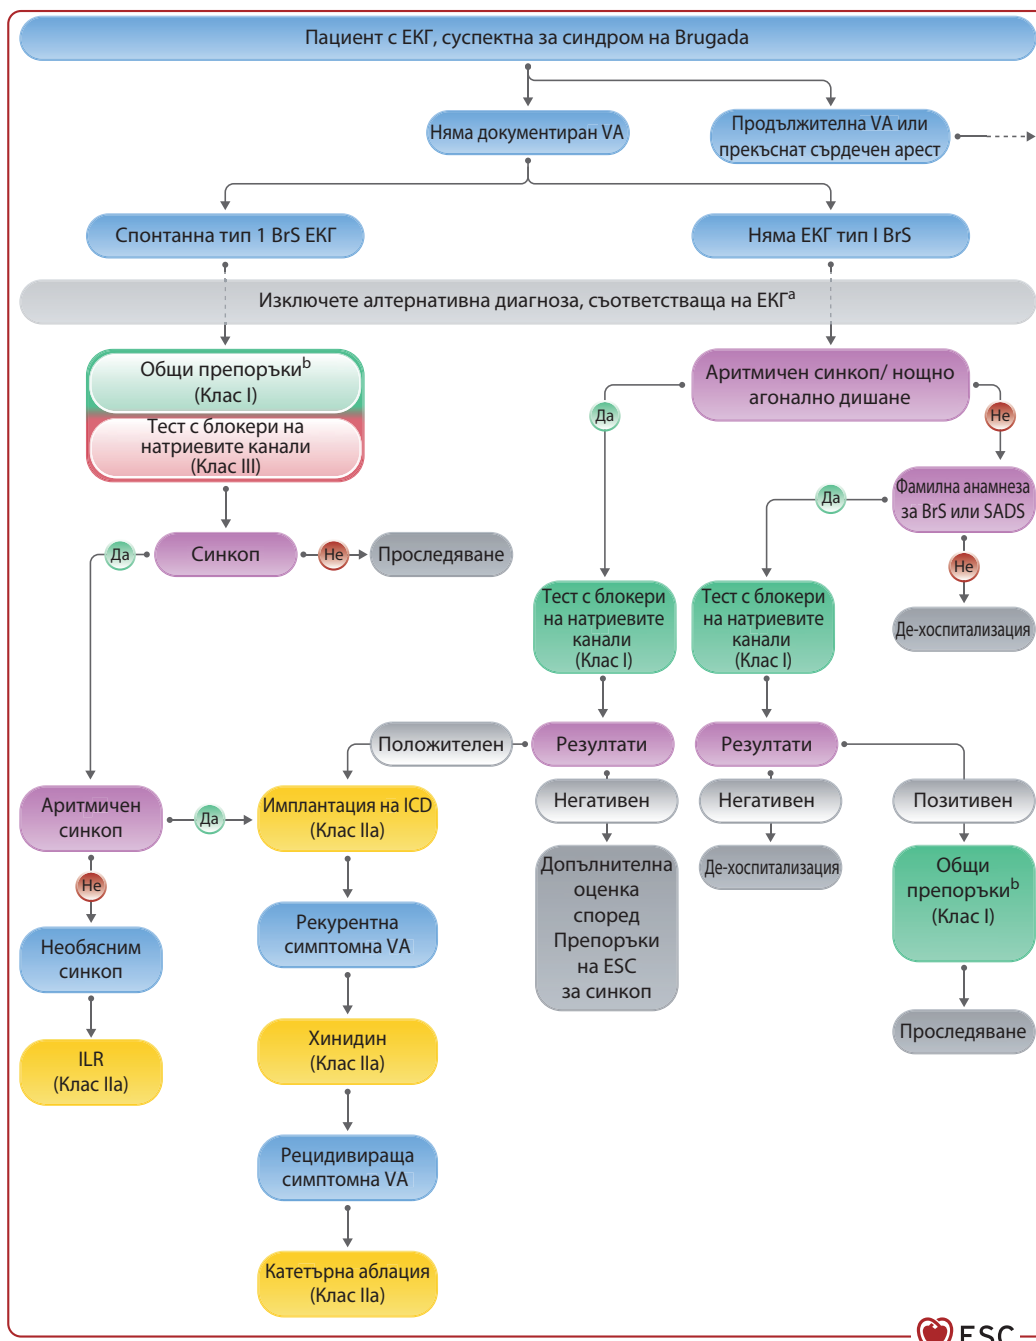 Пациент с ЕКГ, суспектна за синдром на Brugada
Няма документиран VA
Продължителна VA или
прекъснат сърдечен арест
Спонтанна тип 1 BrS ЕКГ
Няма ЕКГ тип I BrS
Изключете алтернативна диагноза, съответстваща на ЕКГa
Общи препоръкиb
(Клас I)
Тест с блокери на
натриевите канали
(Клас III)
Аритмичен синкоп/ нощно
агонално дишане
Да
Не
Фамилна анамнеза
за BrS или SADS
Да
Не
Де-хоспитализация
Синкоп
Да
Не
Проследяване
Тест с блокери
на натриевите
канали
(Клас I)
Тест с блокери
на натриевите
канали
(Клас I)
Положителен
Резултати
Резултати
Негативен
Негативен
Позитивен
Аритмичен
синкоп
Да
Имплантация на ICD
(Клас IIa)
Не
Допълнителна
оценка
според
Препоръки
на ESC
за синкоп
Де-хоспитализация
Общи
препоръкиb
(Клас I)
Необясним
синкоп
Рекурентна
симптомна VA
Проследяване
ILR
(Клас IIa)
Хинидин
(Клас IIa)
Рецидивираща
симптомна VA
Катетърна аблация
(Клас IIa)
ESC